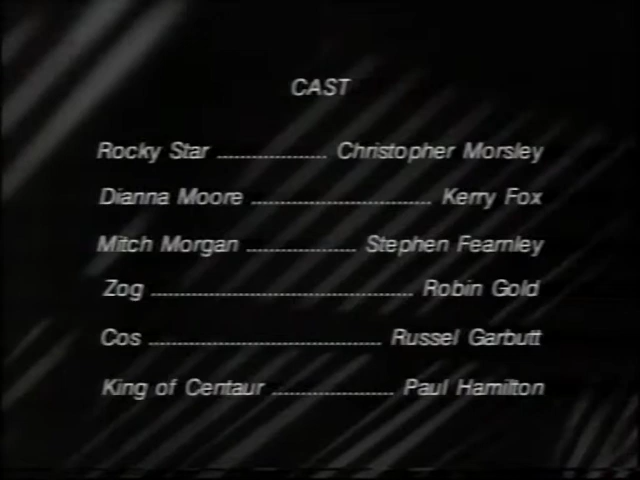 CAST
Rocky Star ................... Christopher Morsley
Dianna Moore ............................... Kerry Fox
Mitch Morgan ................... Stephen Fearnley
Zog ............................................. Robin Gold
Cos ........................................ Russel Garbutt
King of Centaur ..................... Paul Hamilton